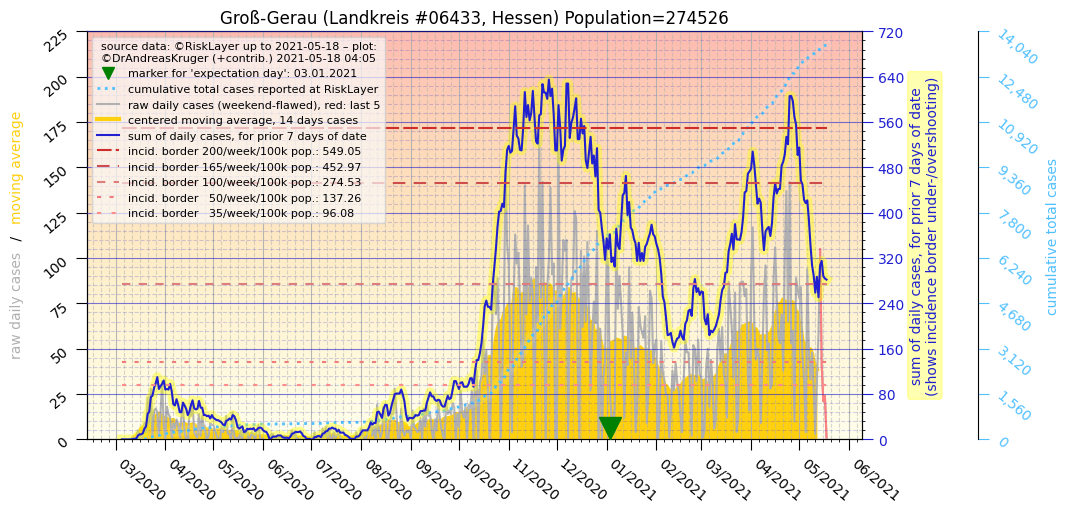 Groß-Gerau (Landkreis #06433, Hessen) Population=274526
source data: ©RiskLayer up to 2021-05-18 – plot:
©DrAndreasKruger (+contrib.) 2021-05-18 04:05
marker for 'expectation day': 03.01.2021
cumulative total cases reported at RiskLayer
raw daily cases (weekend-flawed), red: last 5
centered moving average, 14 days cases
sum of daily cases, for prior 7 days of date
incid. border 200/week/100k pop.: 549.05
incid. border 165/week/100k pop.: 452.97
incid. border 100/week/100k pop.: 274.53
incid. border   50/week/100k pop.: 137.26
incid. border   35/week/100k pop.: 96.08
raw daily cases / moving average
225
200
175
150
125
100
75
50
25
0
03/2020
04/2020
05/2020
06/2020
07/2020
08/2020
09/2020
10/2020
11/2020
12/2020
01/2021
02/2021
03/2021
04/2021
05/2021
06/2021
720
640
560
480
400
320
240
160
80
0
sum of daily cases, for prior 7 days of date
(shows incidence border under-/overshooting)
14,040
12,480
10,920
9,360
7,800
6,240
4,680
3,120
1,560
0
cumulative total cases